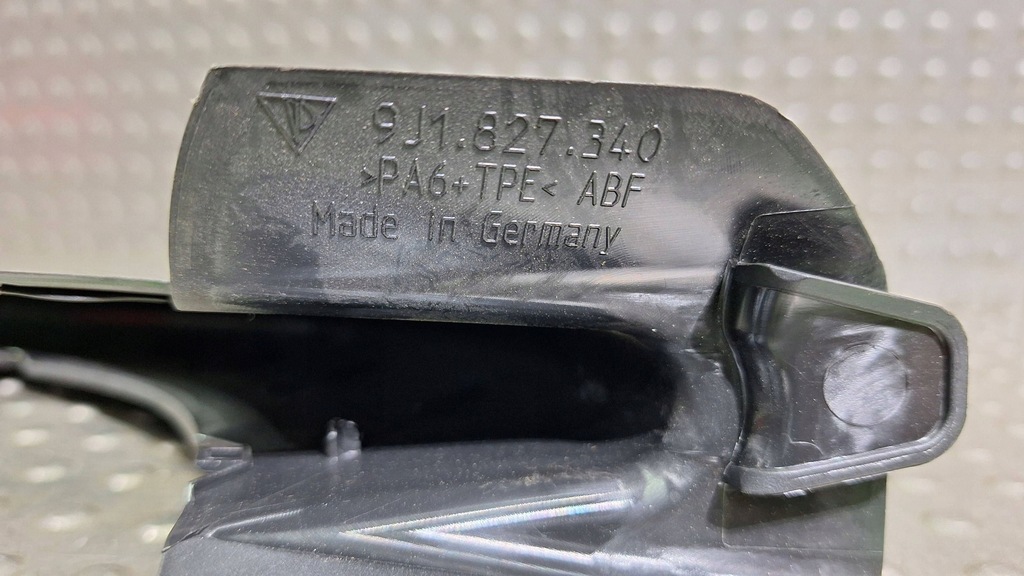 9J1.827.340
>PA6+TPE< ABF
Made in Germany